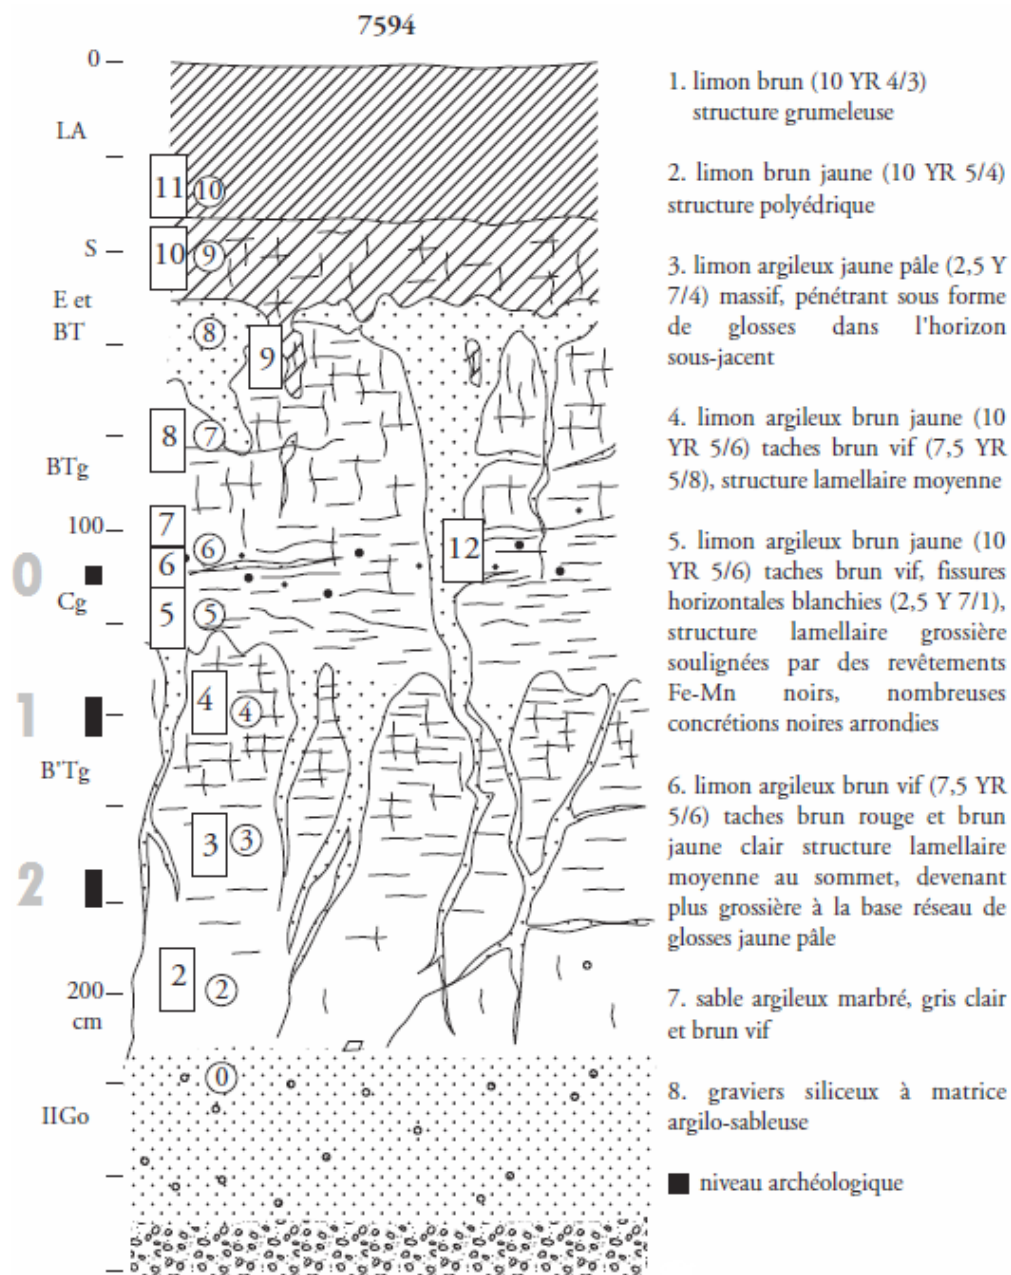 7594
0
LA
11
10
S
10
9
E et
BT
8
9
8
7
BTg
100
7
6
12
6
0
Cg
5
5
4
4
1
B'Tg
3
3
2
2
2
200
cm
0
IIGo
1. limon brun (10 YR 4/3)
structure grumeleuse
2. limon brun jaune (10 YR 5/4)
structure polyédrique
3. limon argileux jaune pâle (2,5 Y
7/4) massif, pénétrant sous forme
de glosses dans l'horizon
sous-jacent
4. limon argileux brun jaune (10
YR 5/6) taches brun vif (7,5 YR
5/8), structure lamellaire moyenne
5. limon argileux brun jaune (10
YR 5/6) taches brun vif, fissures
horizontales blanchies (2,5 Y 7/1),
structure lamellaire grossière
soulignées par des revêtements
Fe-Mn noirs, nombreuses
concrétions noires arrondies
6. limon argileux brun vif (7,5 YR
5/6) taches brun rouge et brun
jaune clair structure lamellaire
moyenne au sommet, devenant
plus grossière à la base réseau de
glosses jaune pâle
7. sable argileux marbré, gris clair
et brun vif
8. graviers siliceux à matrice
argilo-sableuse
niveau archéologique